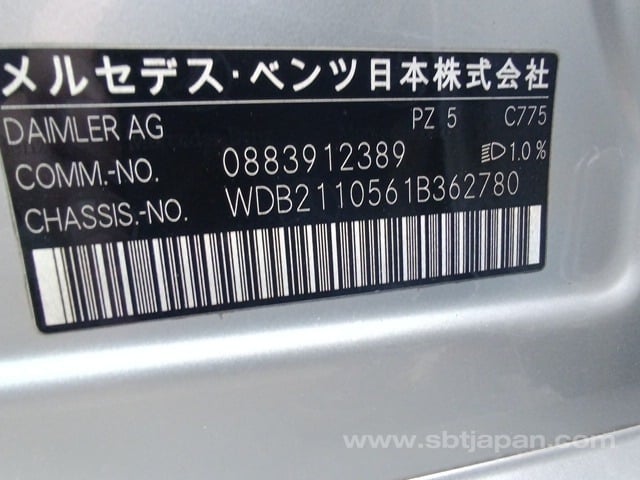 メルセデス・ベンツ日本株式会社
DAIMLER AG PZ 5 C775
COMM.-NO. 0883912389 1.0%
CHASSIS.-NO. WDB2110561B362780
www.sbtjapan.com